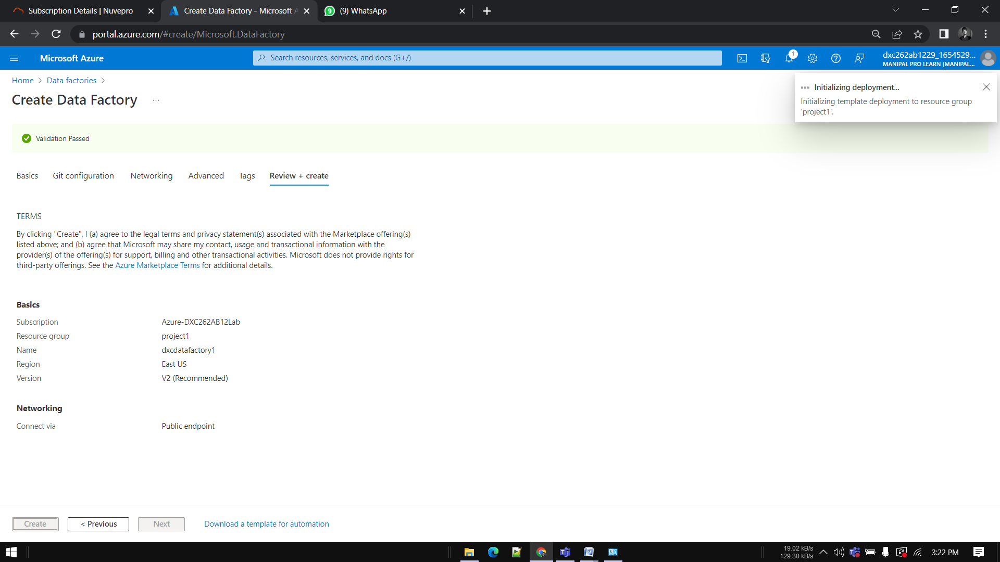 Subscription Details | Nuvepro
Create Data Factory - Microsoft A
9 (9) WhatsApp
portal.azure.com/#create/Microsoft.DataFactory
Microsoft Azure
Search resources, services, and docs (G+/)
1
dxc262ab1229_1654529...
MANIPAL PRO LEARN (MANIPAL...
Home > Data factories >
Create Data Factory ...
Initializing deployment...
Initializing template deployment to resource group
'project1'.
Validation Passed
Basics Git configuration Networking Advanced Tags Review + create
TERMS
By clicking "Create", I (a) agree to the legal terms and privacy statement(s) associated with the Marketplace offering(s)
listed above; and (b) agree that Microsoft may share my contact, usage and transactional information with the
provider(s) of the offering(s) for support, billing and other transactional activities. Microsoft does not provide rights for
third-party offerings. See the Azure Marketplace Terms for additional details.
Basics
Subscription Azure-DXC262AB12Lab
Resource group project1
Name dxcdatafactory1
Region East US
Version V2 (Recommended)
Networking
Connect via Public endpoint
Create < Previous Next Download a template for automation
19.02 kB/s
129.30 kB/s
3:22 PM